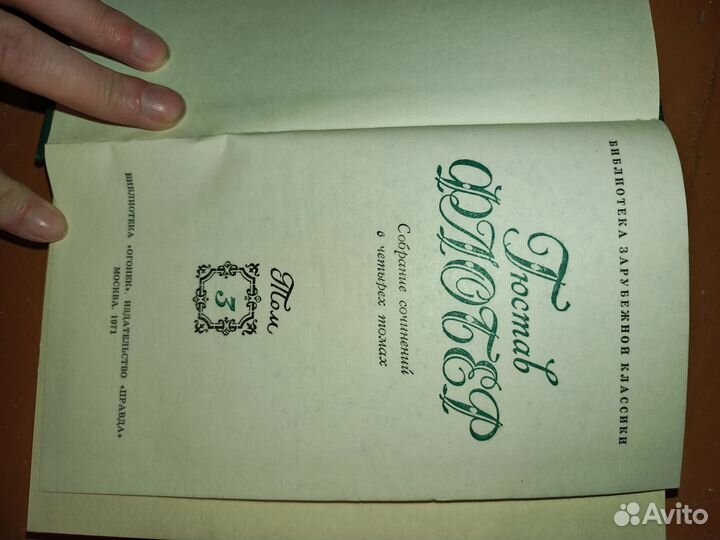 БИБЛИОТЕКА ЗАРУБЕЖНОЙ КЛАССИКИ
Гюстав
ФЛОБЕР
Собрание сочинений
в четырех томах
Том
3
БИБЛИОТЕКА «ОГОНЕК». ИЗДАТЕЛЬСТВО «ПРАВДА»
МОСКВА. 1971
Avito